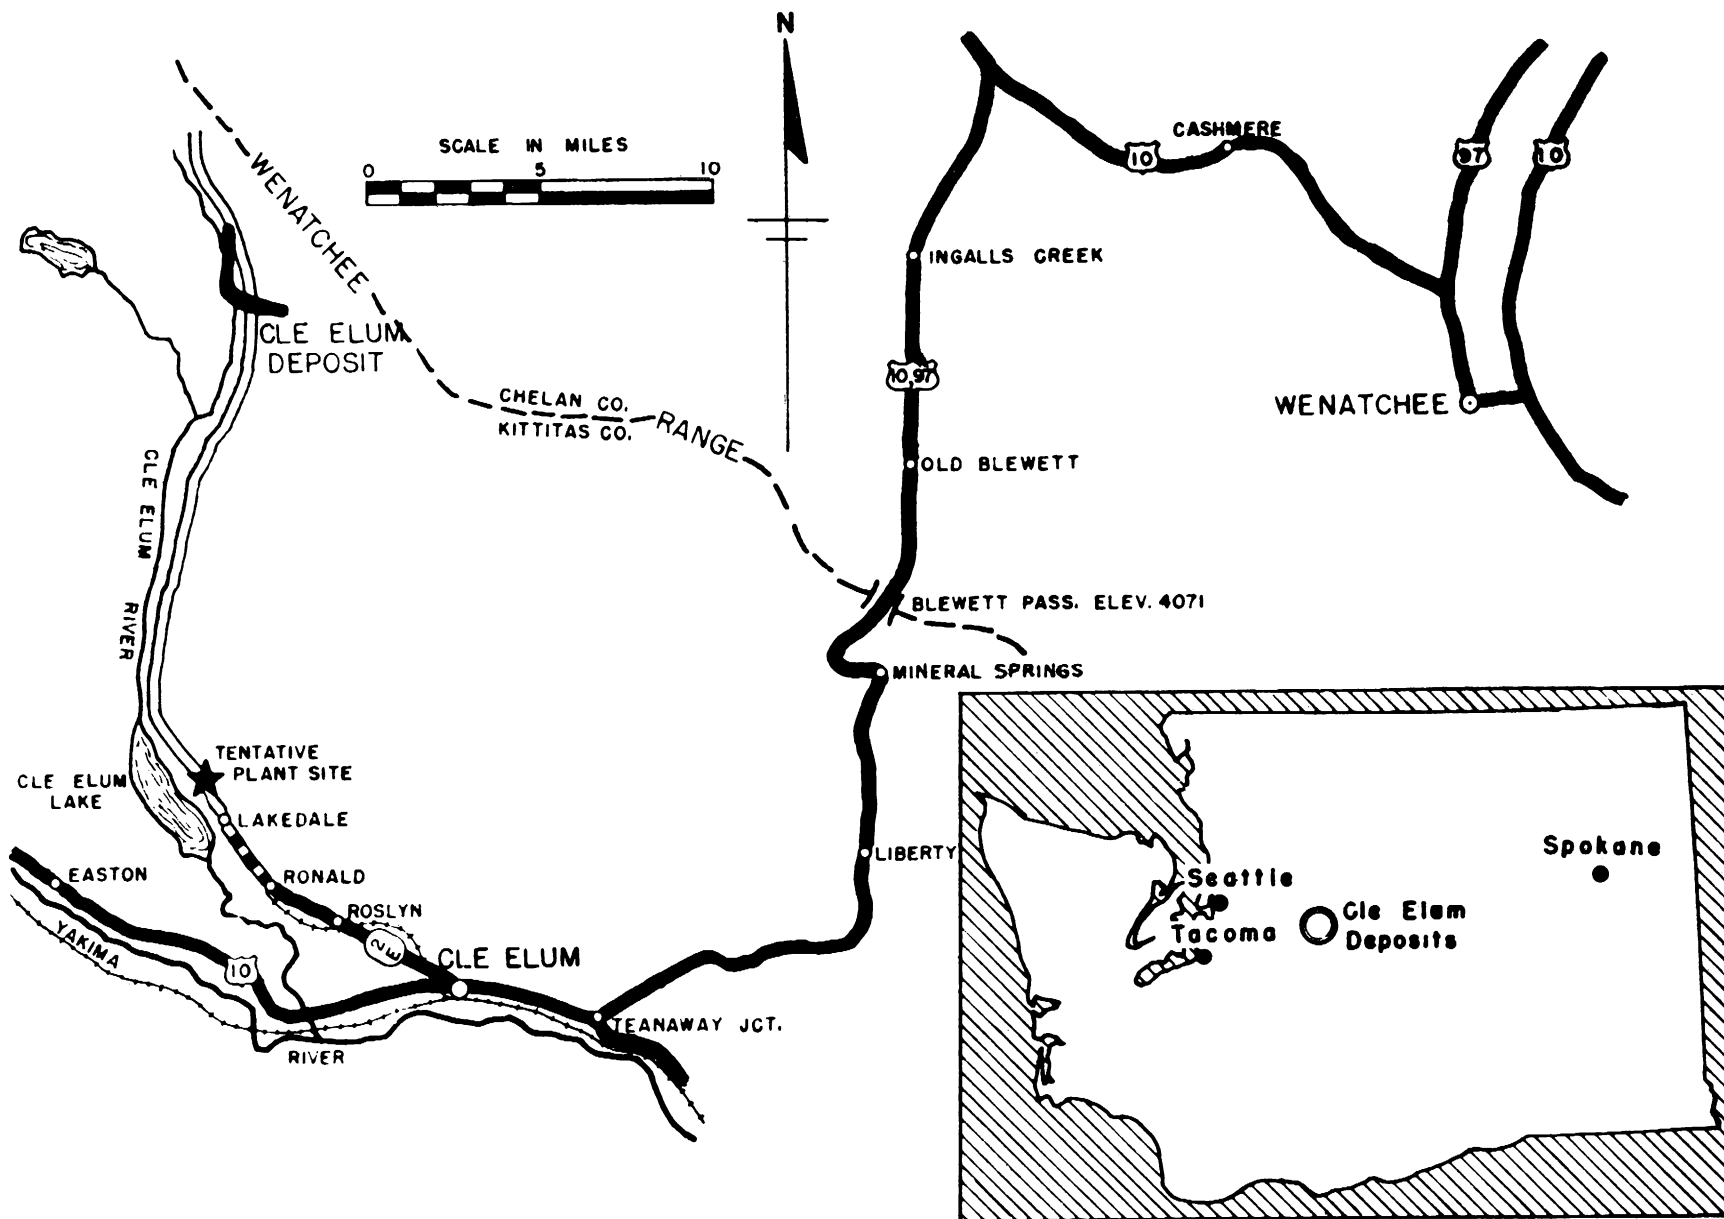 N
SCALE IN MILES
0 5 10
WENATCHEE
CASHMERE
10
97
10
INGALLS CREEK
CLE ELUM
DEPOSIT
10,97
CHELAN CO.
KITTITAS CO.
RANGE
WENATCHEE
OLD BLEWETT
CLE ELUM
RIVER
BLEWETT PASS. ELEV. 4071
MINERAL SPRINGS
TENTATIVE
PLANT SITE
CLE ELUM
LAKE
LAKEDALE
LIBERTY
EASTON
RONALD
ROSLYN
YAKIMA
10
2E
CLE ELUM
TEANAWAY JCT.
RIVER
Spokane
Seattle
Cle Elum
Deposits
Tacoma